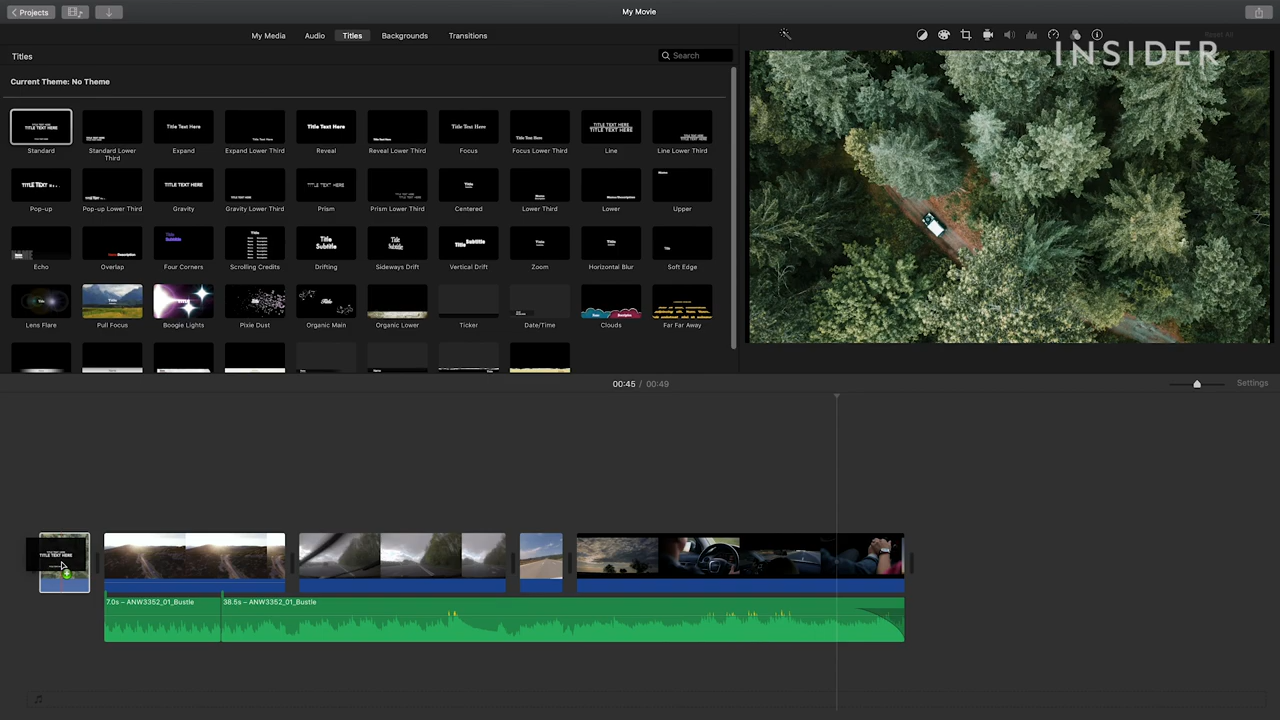 Projects
My Movie
My Media Audio Titles Backgrounds Transitions
Reset All
INSIDER
Titles
Search
Current Theme: No Theme
TITLE TEXT HERE
Title Text Here
Title Text Here
Title Text Here
TITLE TEXT HERE
Standard
Standard Lower Third
Expand
Expand Lower Third
Reveal
Reveal Lower Third
Focus
Focus Lower Third
Line
Line Lower Third
TITLE TEXT HERE
TITLE TEXT HERE
Pop-up
Pop-up Lower Third
Gravity
Gravity Lower Third
Prism
Prism Lower Third
Centered
Lower Third
Lower
Upper
Title Subtitle
Title Subtitle
Title Subtitle
Title Subtitle
Echo
Overlap
Four Corners
Scrolling Credits
Drifting
Sideways Drift
Vertical Drift
Zoom
Horizontal Blur
Soft Edge
Lens Flare
Pull Focus
Boogie Lights
Pixie Dust
Organic Main
Organic Lower
Ticker
Date/Time
Clouds
Far Far Away
00:45 / 00:49
Settings
TITLE TEXT HERE
7.0s – ANW3352_01_Bustle
38.5s – ANW3352_01_Bustle